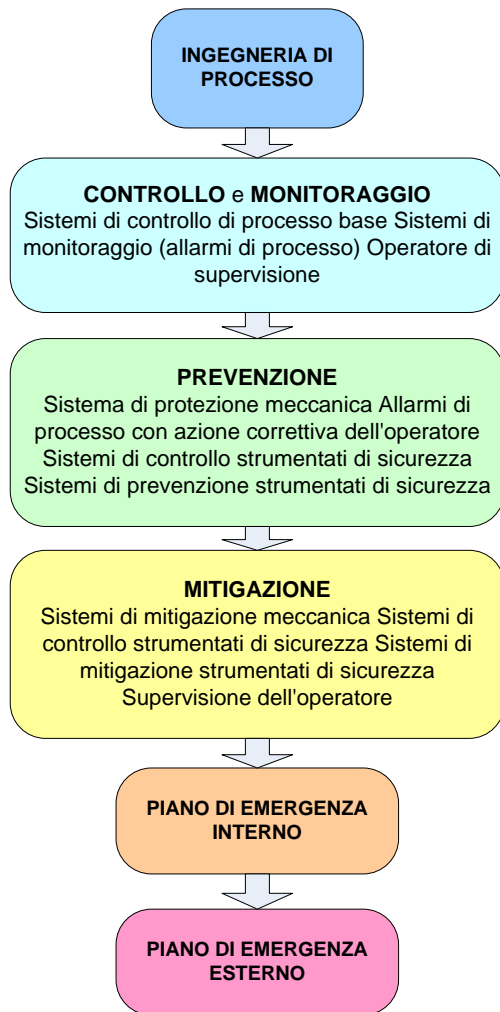 INGEGNERIA DI
PROCESSO
CONTROLLO e MONITORAGGIO
Sistemi di controllo di processo base Sistemi di
monitoraggio (allarmi di processo) Operatore di
supervisione
PREVENZIONE
Sistema di protezione meccanica Allarmi di
processo con azione correttiva dell'operatore
Sistemi di controllo strumentati di sicurezza
Sistemi di prevenzione strumentati di sicurezza
MITIGAZIONE
Sistemi di mitigazione meccanica Sistemi di
controllo strumentati di sicurezza Sistemi di
mitigazione strumentati di sicurezza
Supervisione dell'operatore
PIANO DI EMERGENZA
INTERNO
PIANO DI EMERGENZA
ESTERNO